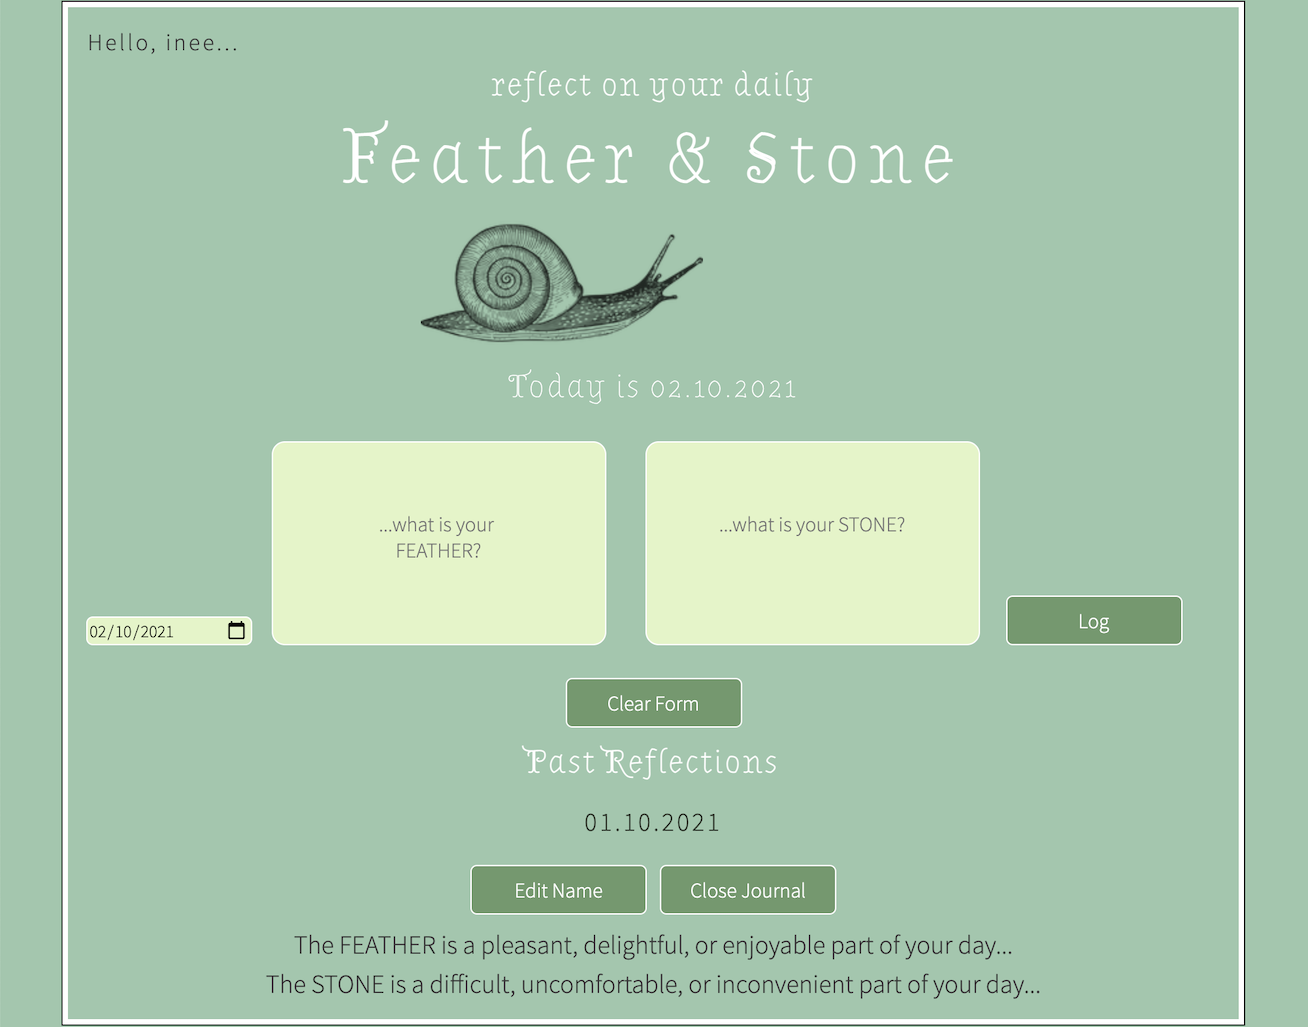 Hello, inee...
reflect on your daily
Feather & Stone
Today is 02.10.2021
...what is your
FEATHER?
...what is your STONE?
02/10/2021
Log
Clear Form
Past Reflections
01.10.2021
Edit Name
Close Journal
The FEATHER is a pleasant, delightful, or enjoyable part of your day...
The STONE is a difficult, uncomfortable, or inconvenient part of your day...